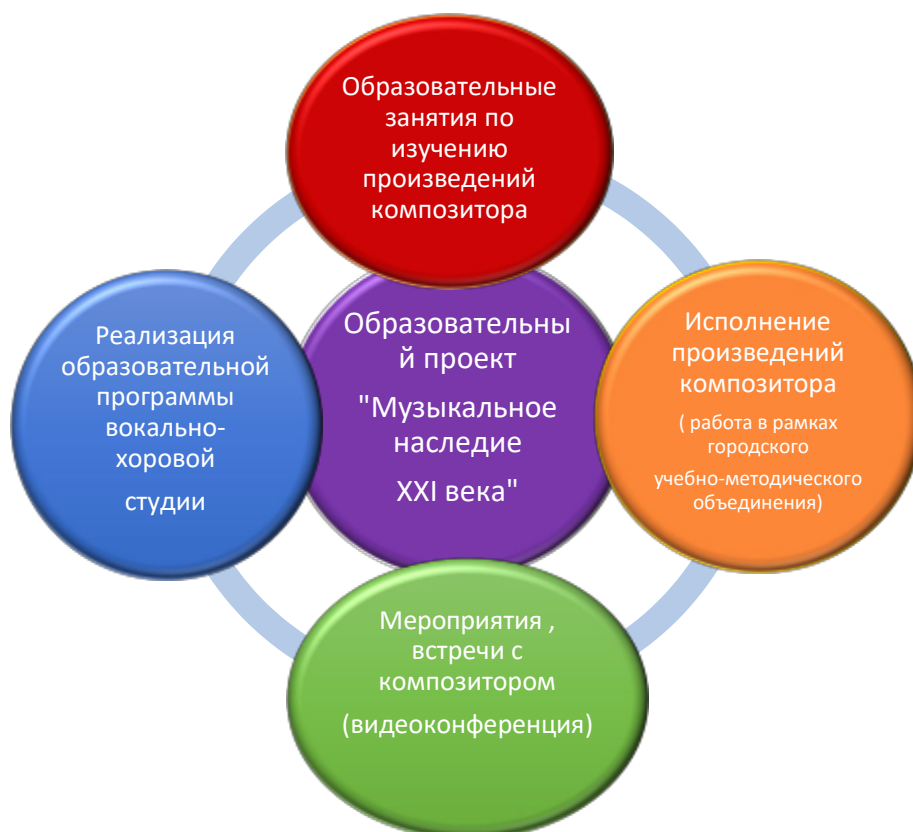 Образовательные
занятия по
изучению
произведений
композитора
Реализация
образовательной
программы
вокально-
хоровой
студии
Образовательны
й проект
"Музыкальное
наследие
XXI века"
Исполнение
произведений
композитора
( работа в рамках
городского
учебно-методического
объединения)
Мероприятия ,
встречи с
композитором
(видеоконференция)